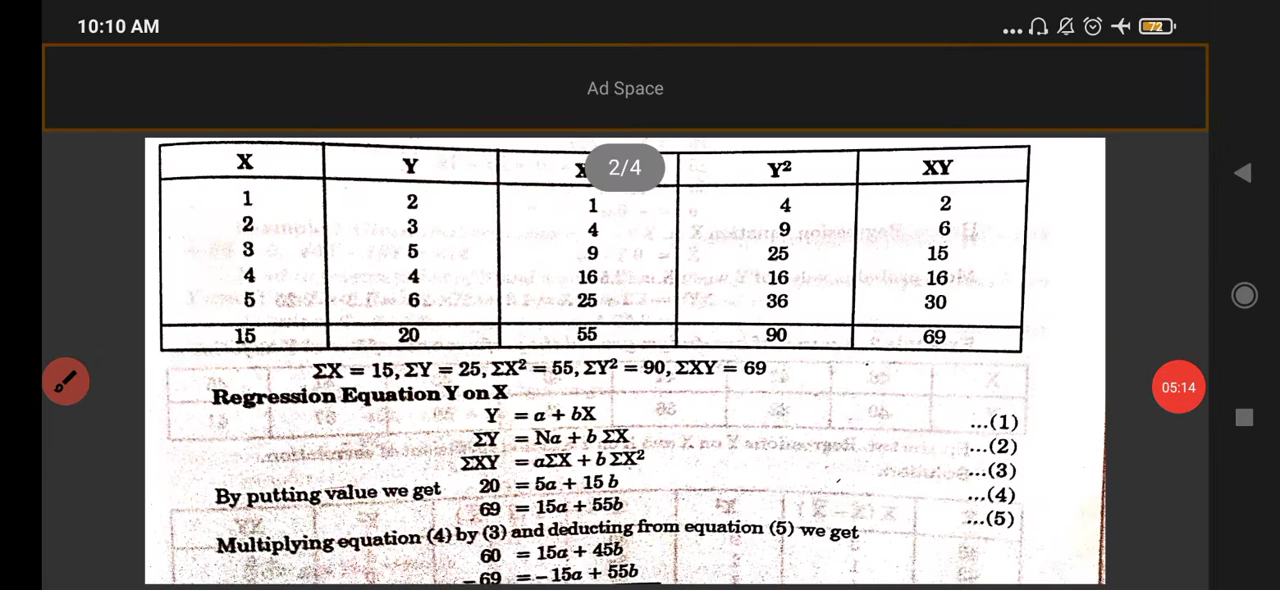 10:10 AM
72
Ad Space
2/4
X Y X Y² XY
1 2 1 4 2
2 3 4 9 6
3 5 9 25 15
4 4 16 16 16
5 6 25 36 30
15 20 55 90 69
ΣX = 15, ΣY = 25, ΣX² = 55, ΣY² = 90, ΣXY = 69
05:14
Regression Equation Y on X
Y = a + bX ...(1)
ΣY = Na + b ΣX ...(2)
ΣXY = aΣX + b ΣX² ...(3)
By putting value we get 20 = 5a + 15 b ...(4)
69 = 15a + 55b ...(5)
Multiplying equation (4) by (3) and deducting from equation (5) we get
60 = 15a + 45b
– 69 = – 15a + 55b